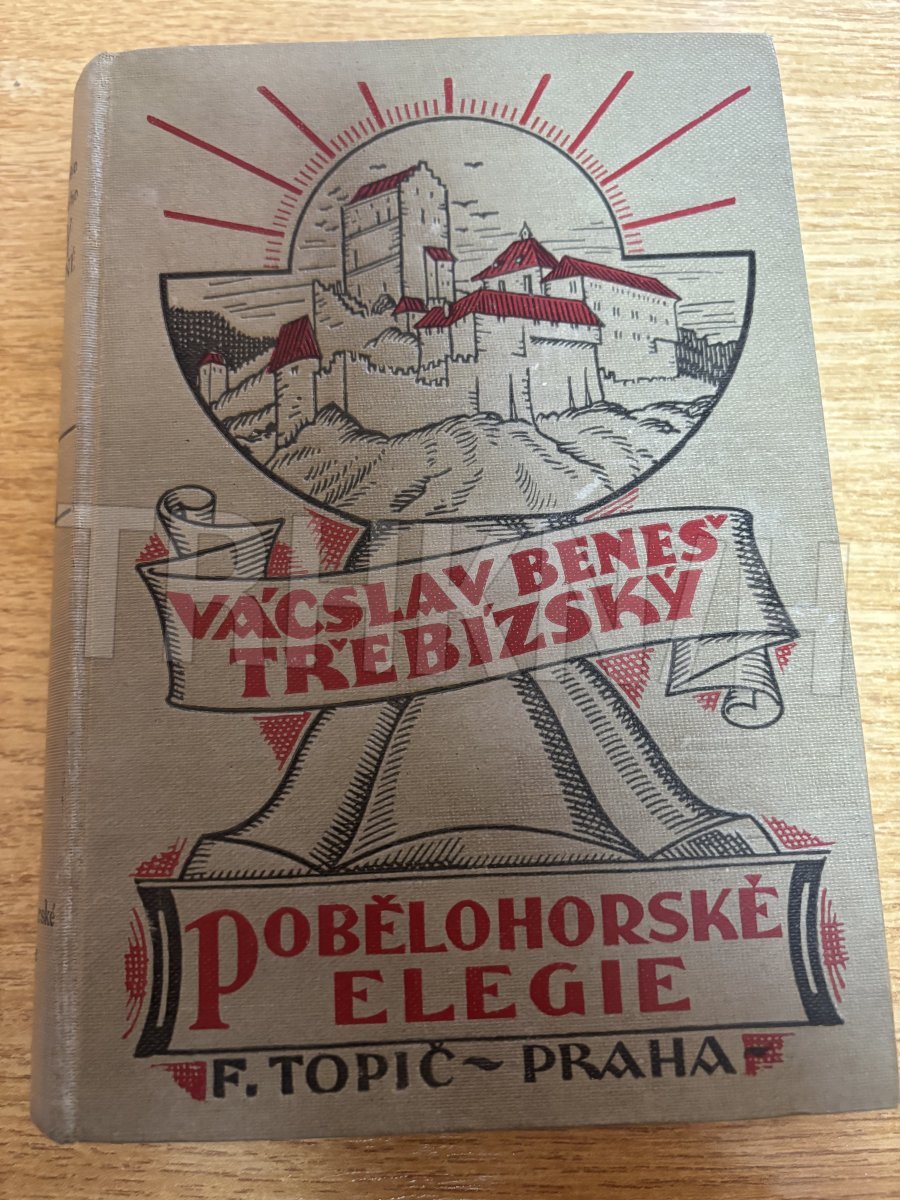 VÁCSLAV BENEŠ
TŘEBÍZSKÝ
POBĚLOHORSKÉ
ELEGIE
F. TOPIČ ~ PRAHA ~